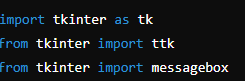 import tkinter as tk
from tkinter import ttk
from tkinter import messagebox